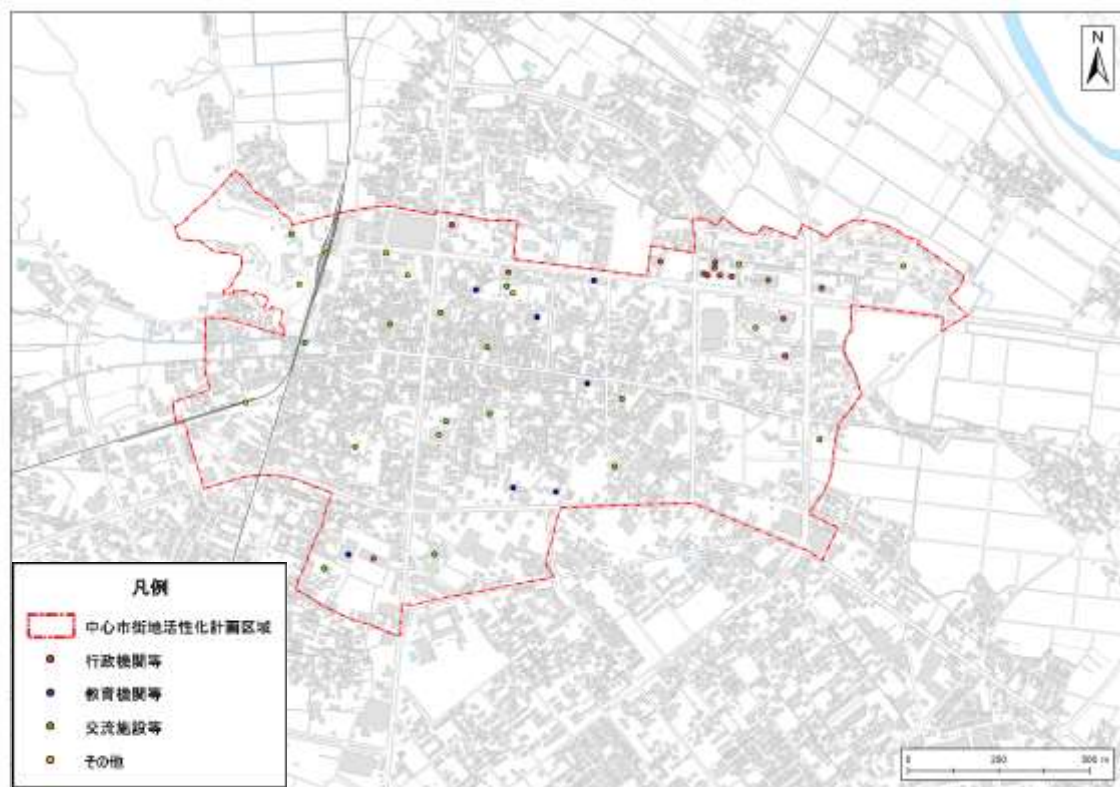 N
凡例
中心市街地活性化計画区域
行政機関等
教育機関等
交流施設等
その他
0 250 500 m